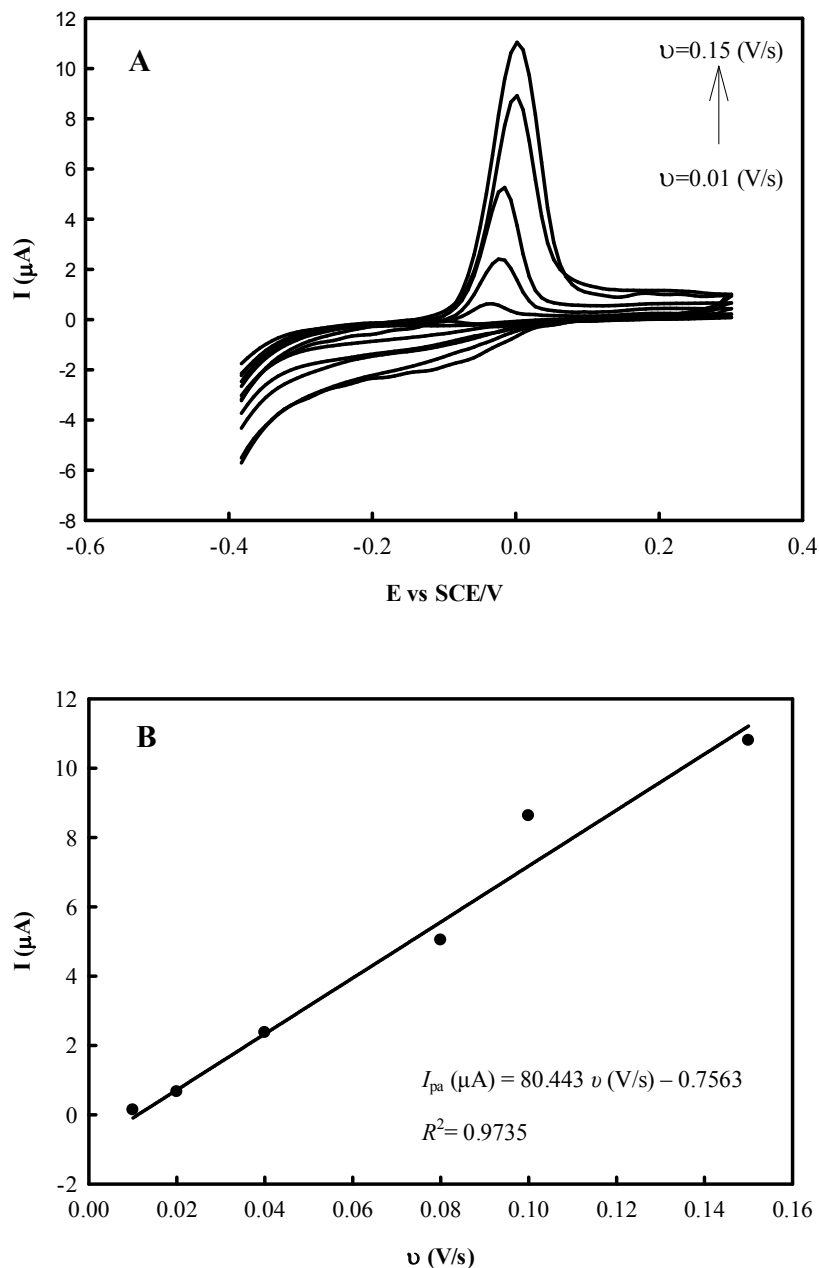 A
υ=0.15 (V/s)
υ=0.01 (V/s)
12
10
8
6
4
2
0
-2
-4
-6
-8
I (µA)
-0.6 -0.4 -0.2 0.0 0.2 0.4
E vs SCE/V
B
12
10
8
6
4
2
0
-2
I (µA)
I pa (µA) = 80.443 υ (V/s) – 0.7563
R²= 0.9735
0.00 0.02 0.04 0.06 0.08 0.10 0.12 0.14 0.16
υ (V/s)